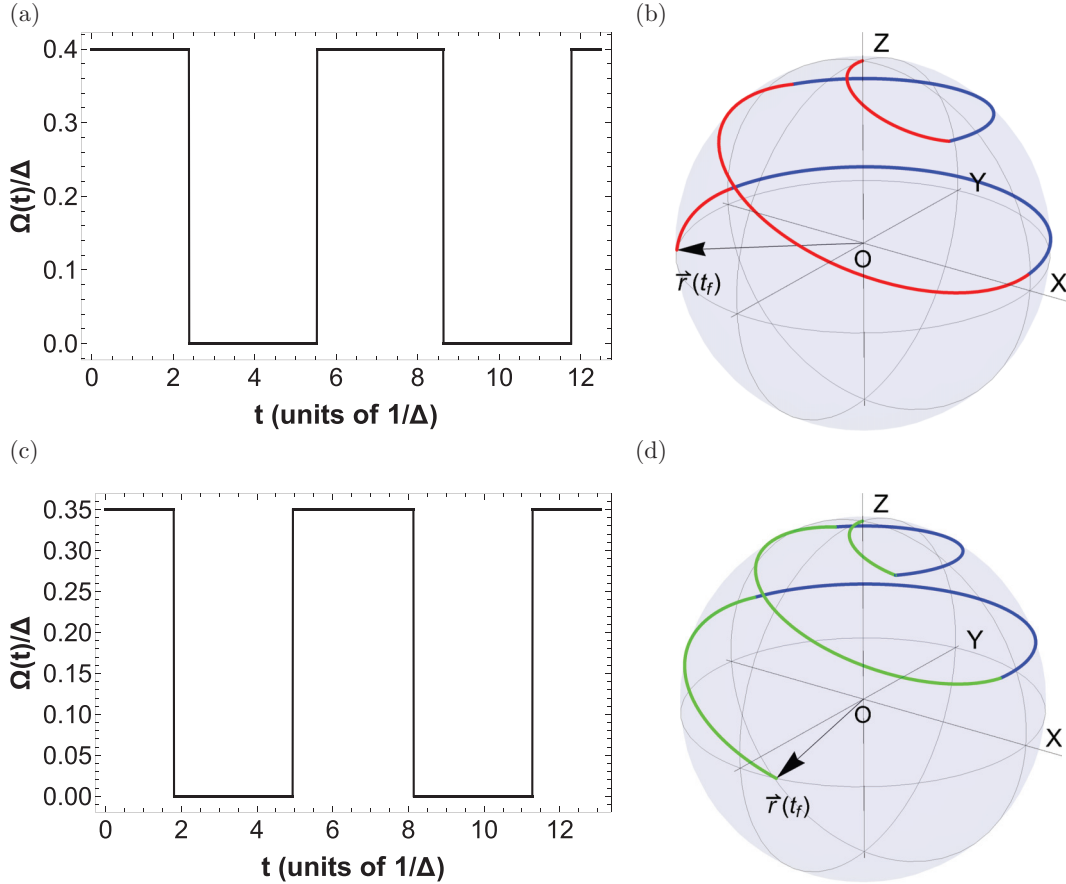 (a)
0.4
0.3
0.2
0.1
0.0
Ω(t)/Δ
0 2 4 6 8 10 12
t (units of 1/Δ)
(b)
Z
Y
O
X
r⃗(t_f)
(c)
0.35
0.30
0.25
0.20
0.15
0.10
0.05
0.00
Ω(t)/Δ
0 2 4 6 8 10 12
t (units of 1/Δ)
(d)
Z
Y
O
X
r⃗(t_f)